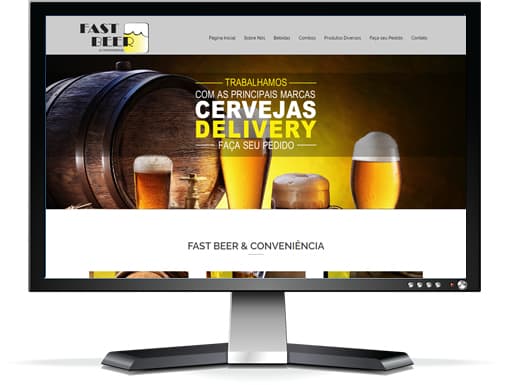 FAST
BEER
Página Inicial Sobre Nós Bebidas Combos Produtos Diversos Faça seu Pedido Contato
TRABALHAMOS
COM AS PRINCIPAIS MARCAS
CERVEJAS
DELIVERY
FAÇA SEU PEDIDO
FAST BEER & CONVENIÊNCIA